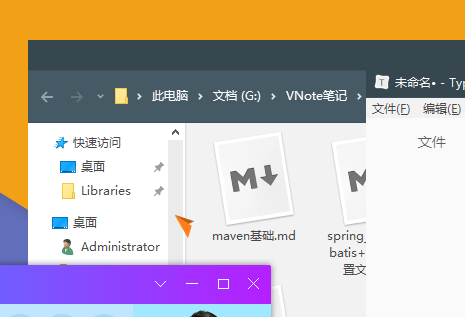 未命名• - Typ
此电脑 文档 (G:) VNote笔记
文件(F) 编辑(E)
文件
快速访问
桌面
Libraries
桌面
Administrator
M
maven基础.md
spring_
batis+
置文